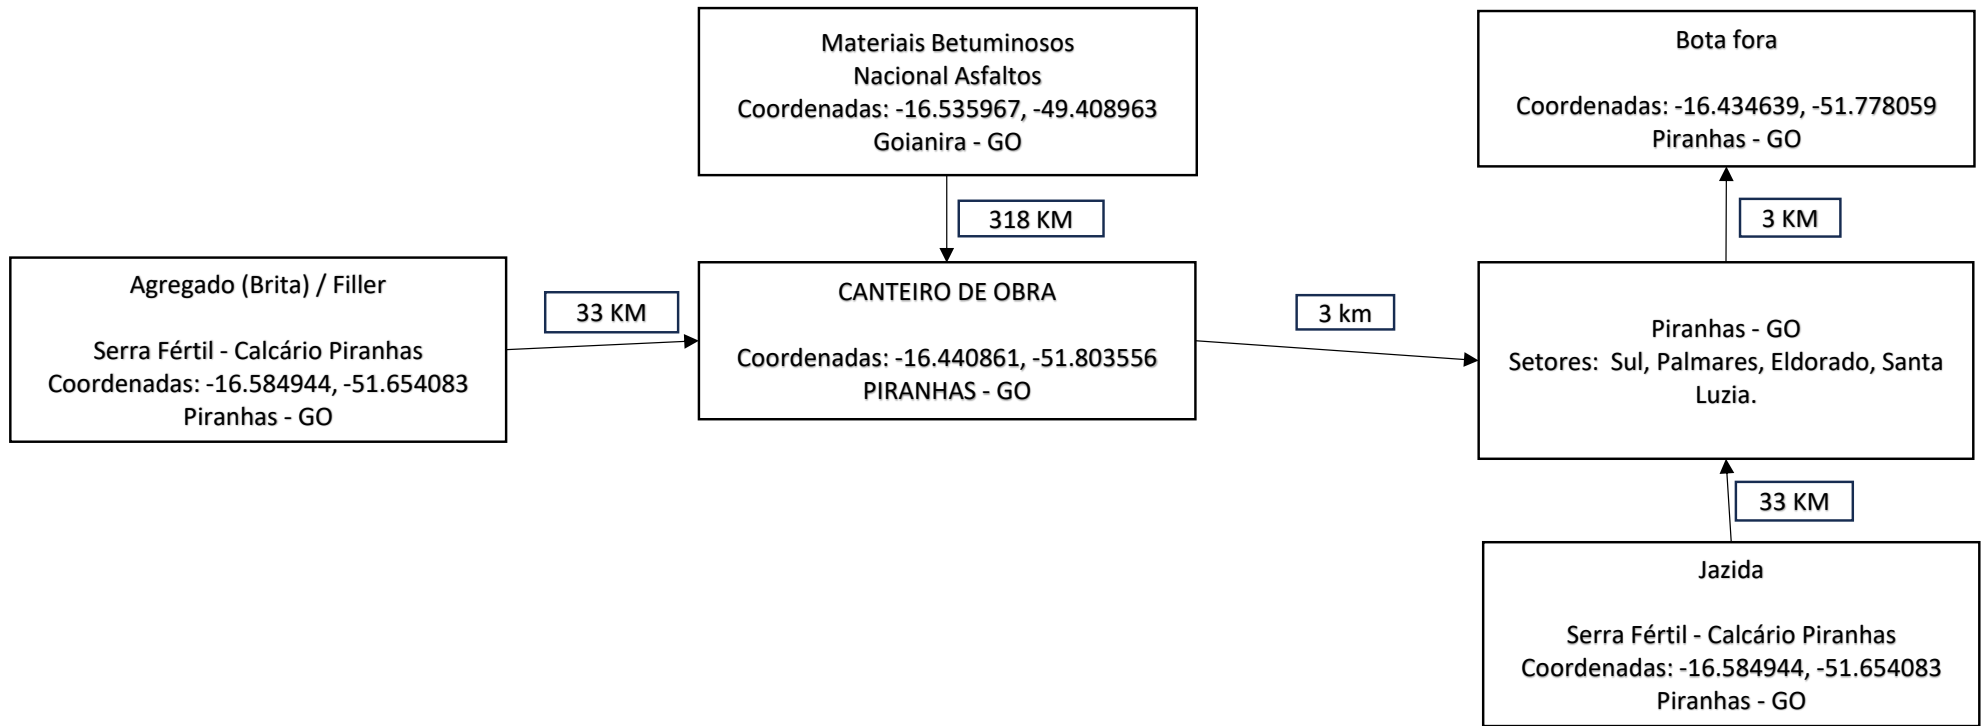 Materiais Betuminosos
Nacional Asfaltos
Coordenadas: -16.535967, -49.408963
Goianira - GO
Bota fora
Coordenadas: -16.434639, -51.778059
Piranhas - GO
318 KM
3 KM
Agregado (Brita) / Filler
Serra Fértil - Calcário Piranhas
Coordenadas: -16.584944, -51.654083
Piranhas - GO
33 KM
CANTEIRO DE OBRA
Coordenadas: -16.440861, -51.803556
PIRANHAS - GO
3 km
Piranhas - GO
Setores:  Sul, Palmares, Eldorado, Santa
Luzia.
33 KM
Jazida
Serra Fértil - Calcário Piranhas
Coordenadas: -16.584944, -51.654083
Piranhas - GO